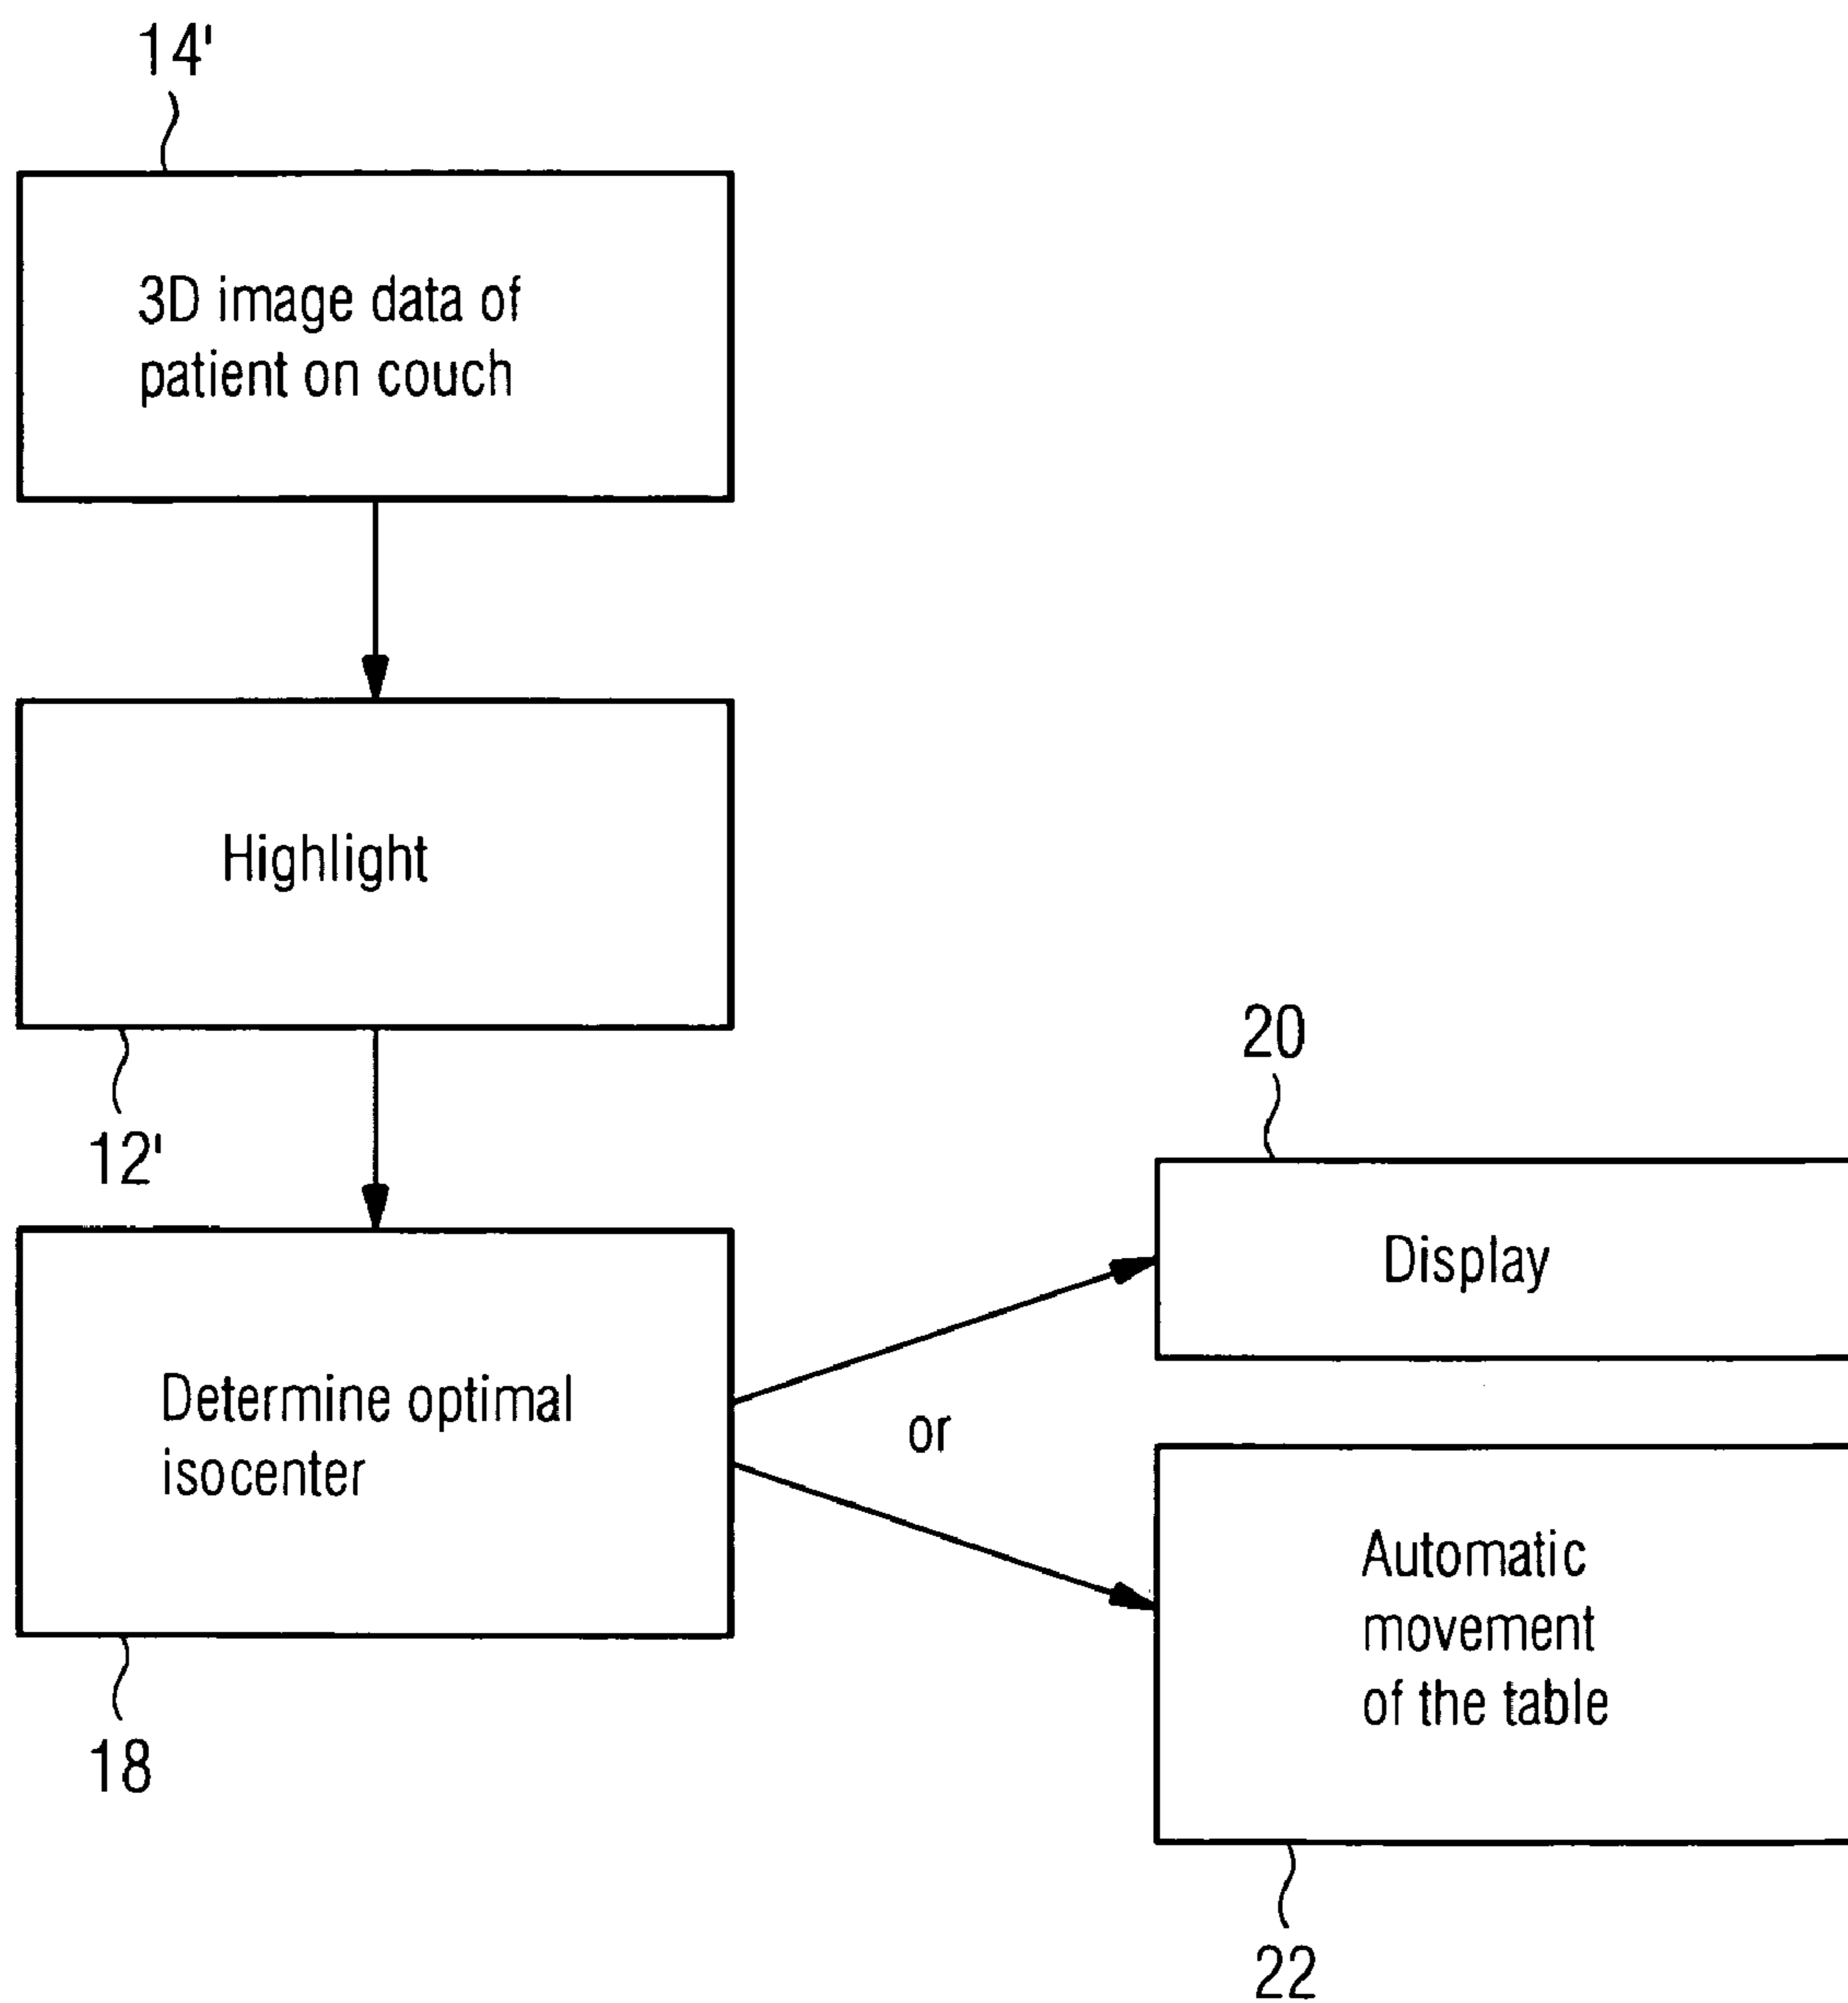 14'
3D image data of
patient on couch
Highlight
12'
Determine optimal
isocenter
18
or
20
Display
Automatic
movement
of the table
22